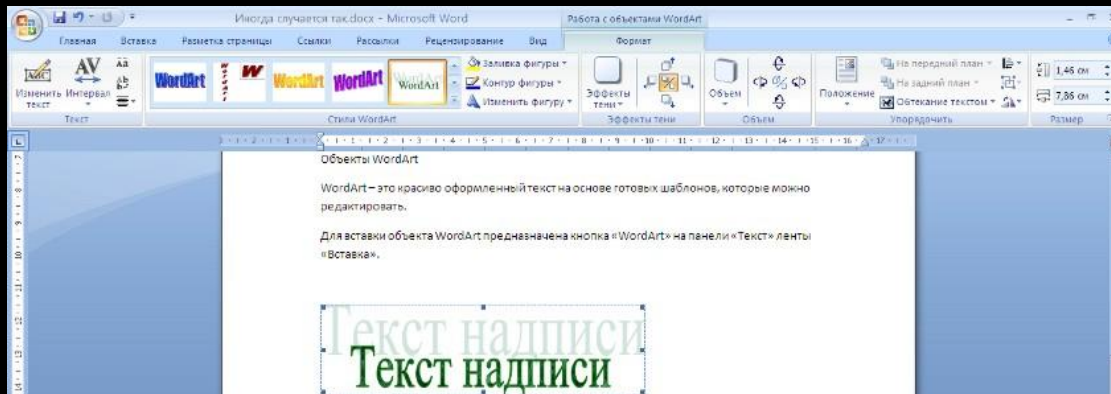 Иногда случается так.docx - Microsoft Word
Работа с объектами WordArt
Главная Вставка Разметка страницы Ссылки Рассылки Рецензирование Вид Формат
Изменить текст
Интервал
Текст
WordArt WordArt WordArt WordArt
Стили WordArt
Заливка фигуры
Контур фигуры
Изменить фигуру
Эффекты тени
Эффекты тени
Объем
Объем
Положение
На передний план
На задний план
Обтекание текстом
Упорядочить
1,46 см
7,86 см
Размер
Объекты WordArt
WordArt – это красиво оформленный текст на основе готовых шаблонов, которые можно
редактировать.
Для вставки объекта WordArt предназначена кнопка «WordArt» на панели «Текст» ленты
«Вставка».
Текст надписи